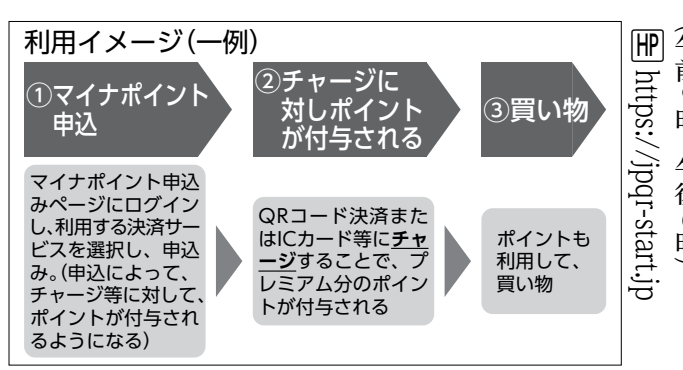 利用イメージ（一例）
①マイナポイント
申込
②チャージに
対しポイント
が付与される
③買い物
マイナポイント申込
みページにログイン
し、利用する決済サー
ビスを選択し、申込
み。（申込によって、
チャージ等に対して、
ポイントが付与され
るようになる）
QRコード決済また
はICカード等にチャ
ージすることで、プ
レミアム分のポイン
トが付与される
ポイントも
利用して、
買い物
HP https://jpqr-start.jp